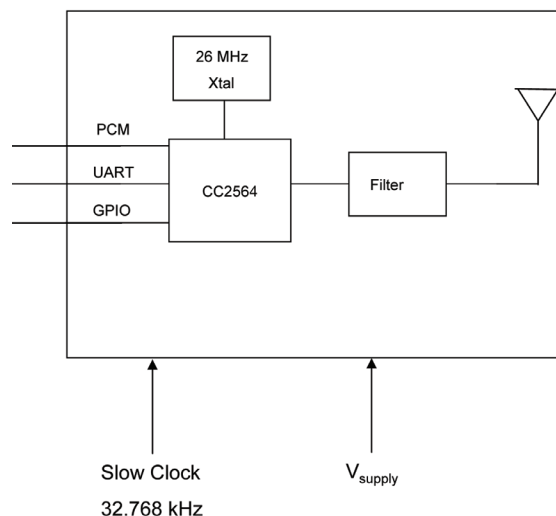 26 MHz
Xtal
PCM
UART
GPIO
CC2564
Filter
Slow Clock
32.768 kHz
Vsupply